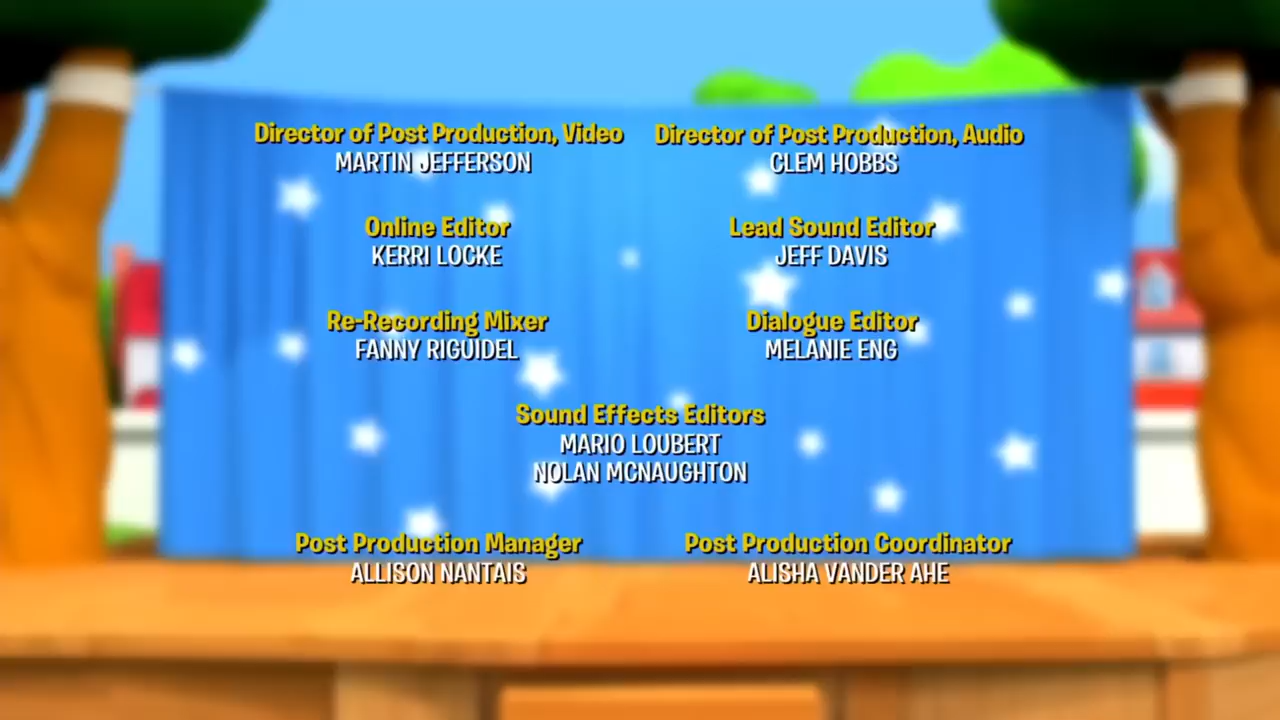 Director of Post Production, Video
MARTIN JEFFERSON
Director of Post Production, Audio
CLEM HOBBS
Online Editor
KERRI LOCKE
Lead Sound Editor
JEFF DAVIS
Re-Recording Mixer
FANNY RIGUIDEL
Dialogue Editor
MELANIE ENG
Sound Effects Editors
MARIO LOUBERT
NOLAN MCNAUGHTON
Post Production Manager
ALLISON NANTAIS
Post Production Coordinator
ALISHA VANDER AHE